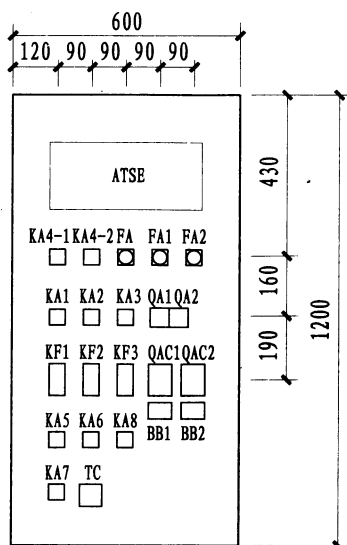 600
120 90 90 90 90
ATSE
430
KA4-1 KA4-2 FA FA1 FA2
160
KA1 KA2 KA3 QA1 QA2
1200
190
KF1 KF2 KF3 QAC1 QAC2
KA5 KA6 KA8 BB1 BB2
KA7 TC